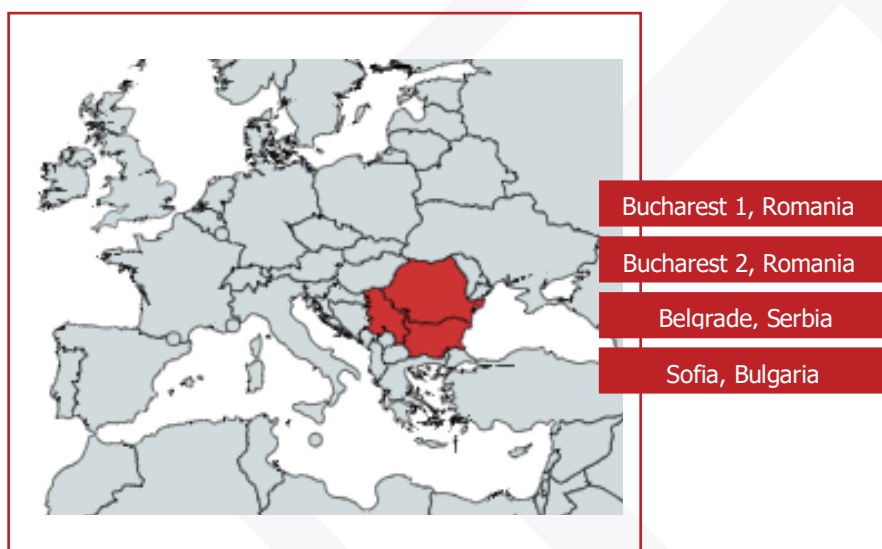 Bucharest 1, Romania
Bucharest 2, Romania
Belgrade, Serbia
Sofia, Bulgaria